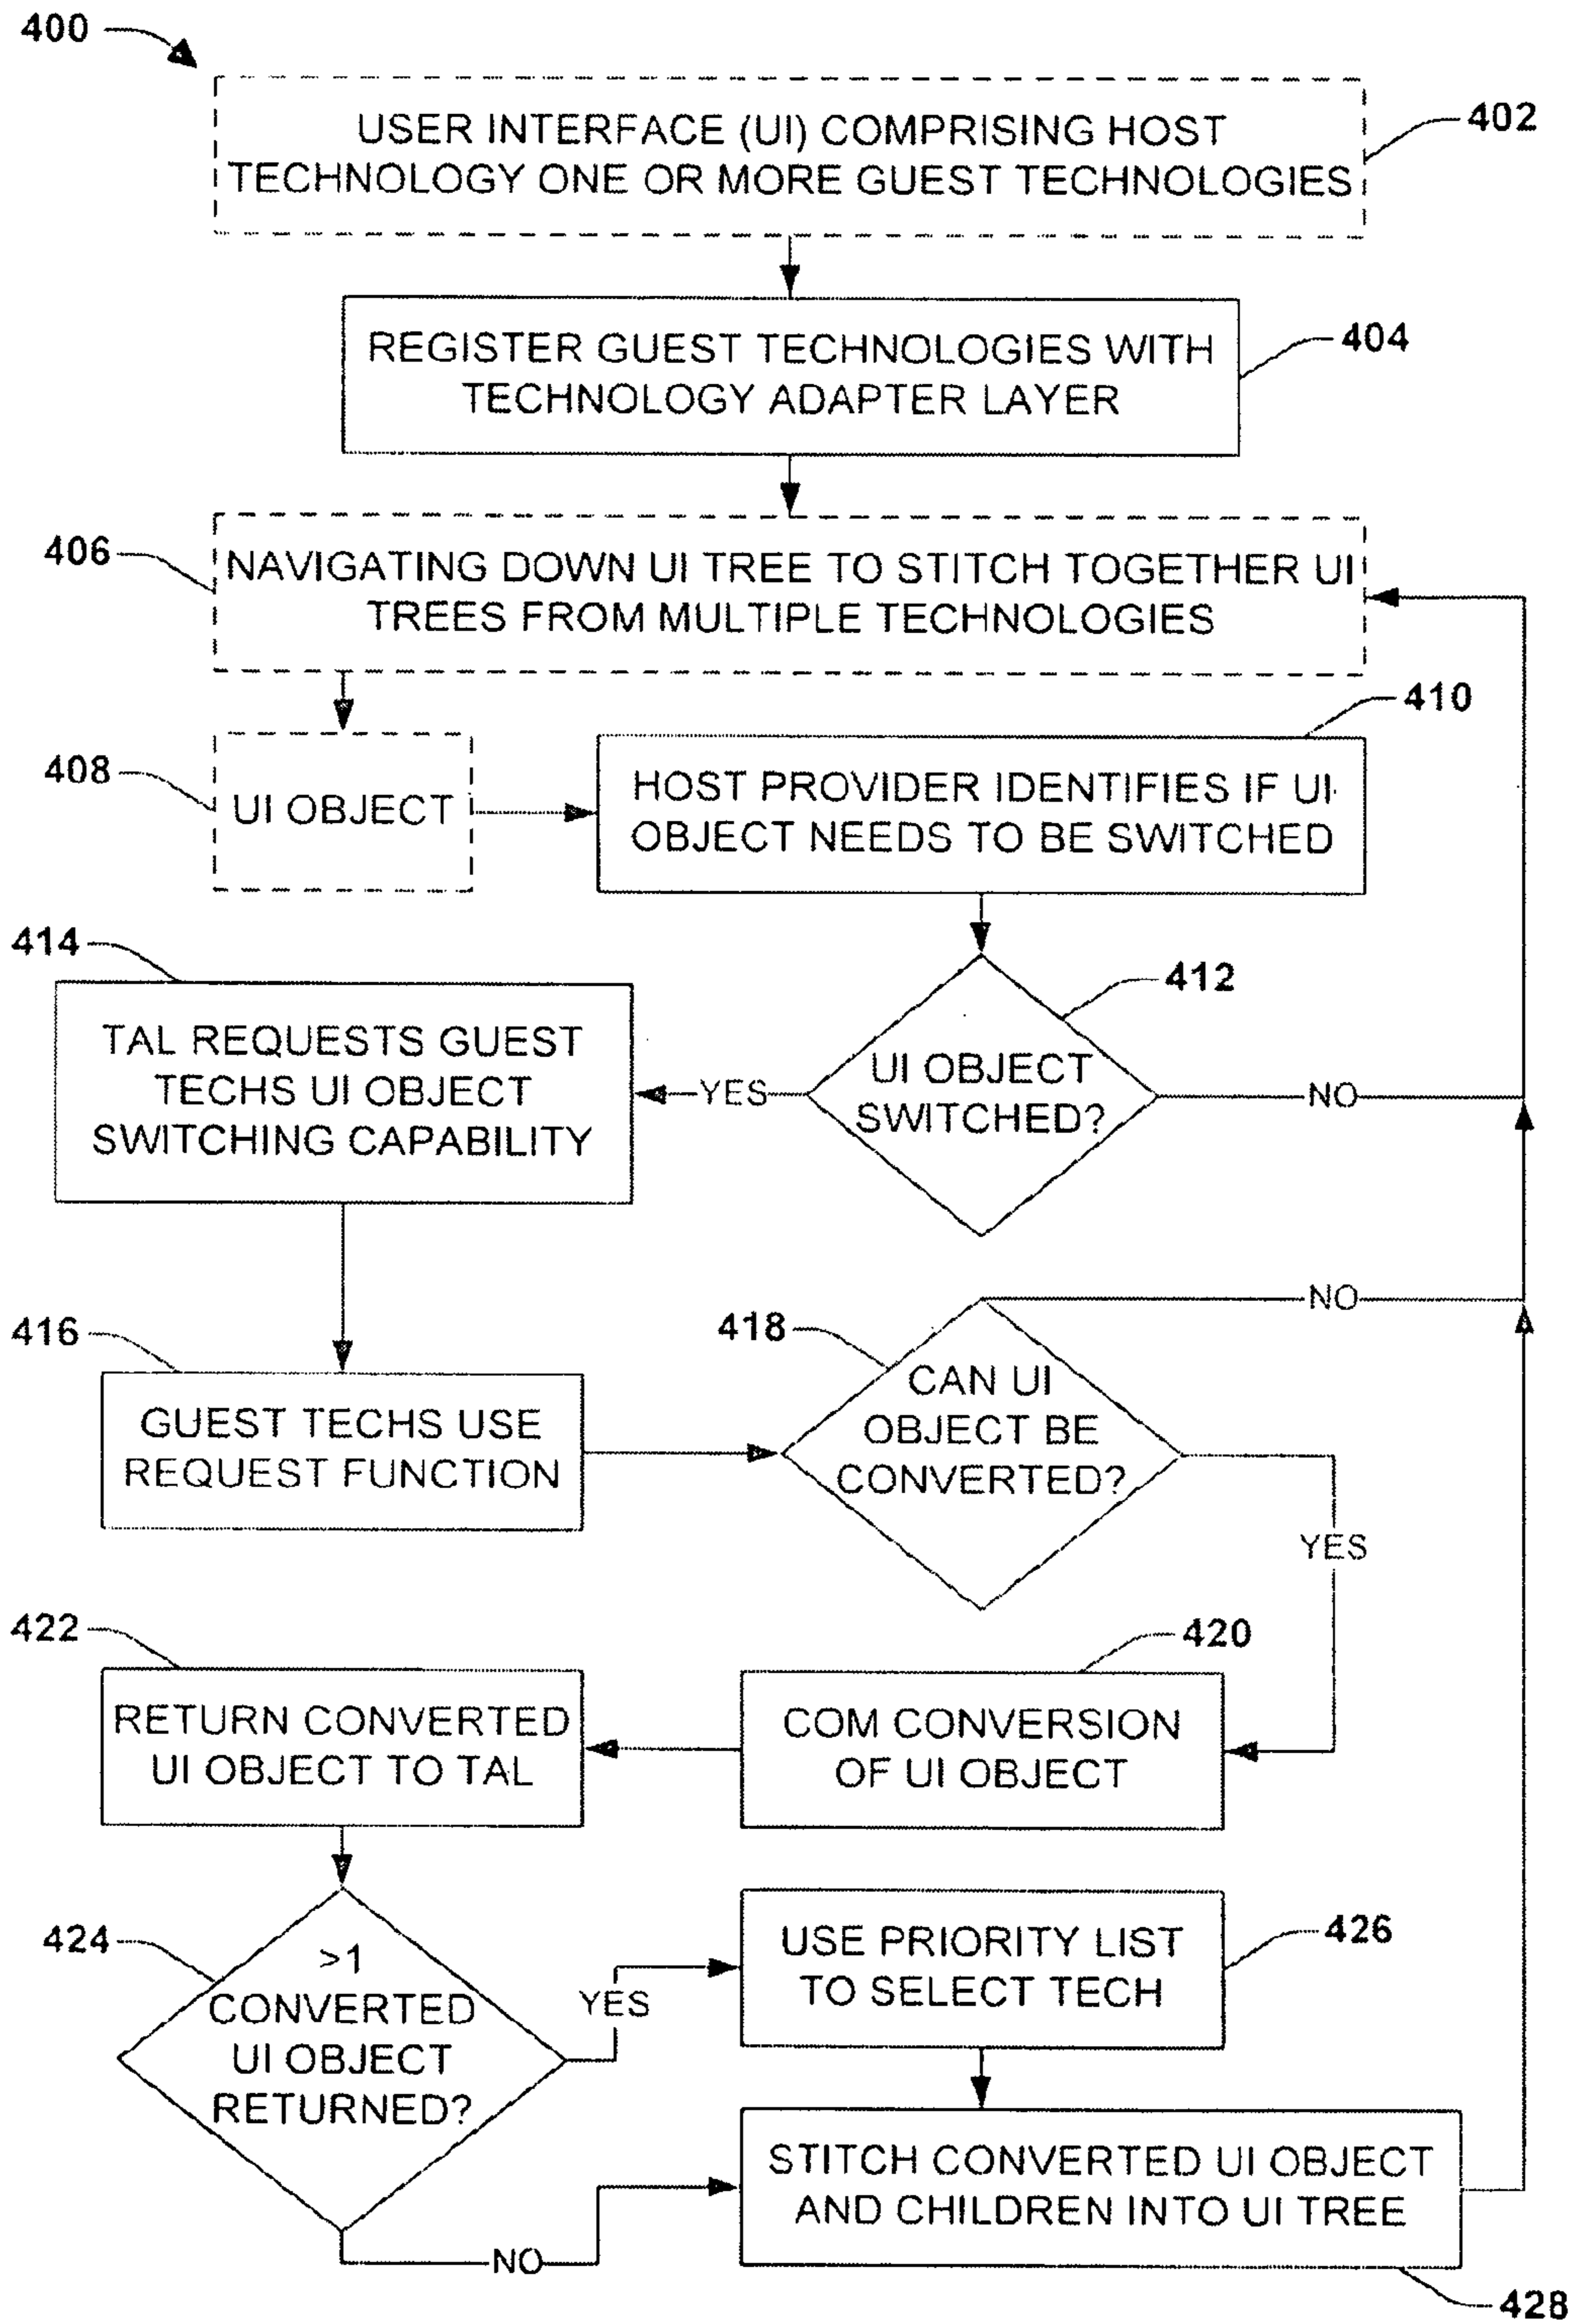 400
USER INTERFACE (UI) COMPRISING HOST
TECHNOLOGY ONE OR MORE GUEST TECHNOLOGIES
402
REGISTER GUEST TECHNOLOGIES WITH
TECHNOLOGY ADAPTER LAYER
404
406
NAVIGATING DOWN UI TREE TO STITCH TOGETHER UI
TREES FROM MULTIPLE TECHNOLOGIES
408
UI OBJECT
410
HOST PROVIDER IDENTIFIES IF UI
OBJECT NEEDS TO BE SWITCHED
412
UI OBJECT
SWITCHED?
YES
NO
414
TAL REQUESTS GUEST
TECHS UI OBJECT
SWITCHING CAPABILITY
416
GUEST TECHS USE
REQUEST FUNCTION
418
CAN UI
OBJECT BE
CONVERTED?
NO
YES
420
COM CONVERSION
OF UI OBJECT
422
RETURN CONVERTED
UI OBJECT TO TAL
424
>1
CONVERTED
UI OBJECT
RETURNED?
YES
NO
426
USE PRIORITY LIST
TO SELECT TECH
STITCH CONVERTED UI OBJECT
AND CHILDREN INTO UI TREE
428